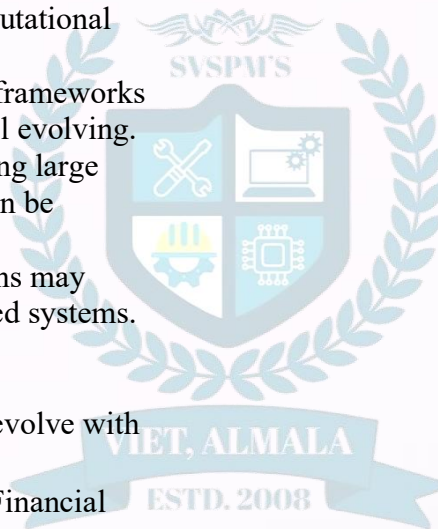 utational
SVSPM'S
frameworks
l evolving.
ng large
n be
ns may
ed systems.
evolve with
VIET, ALMALA
Financial
ESTD. 2008